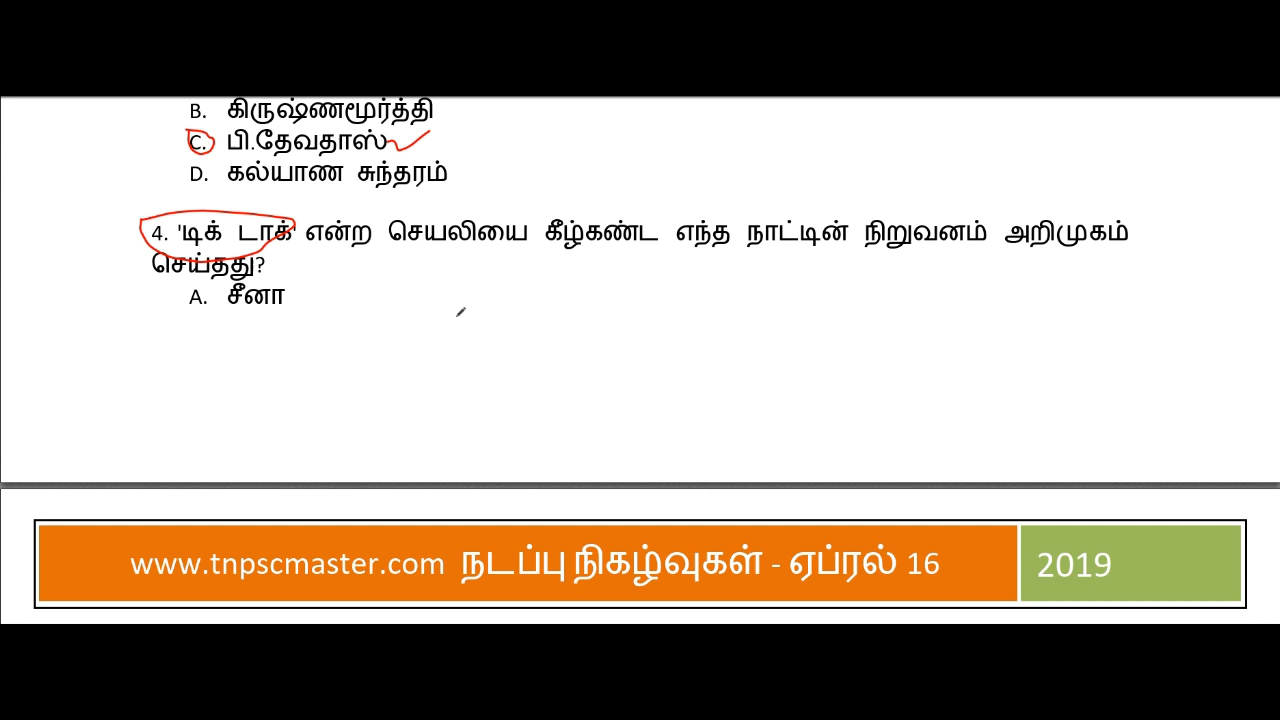 B. கிருஷ்ணமூர்த்தி
C. பி.தேவதாஸ்
D. கல்யாண சுந்தரம்
4. 'டிக் டாக்' என்ற செயலியை கீழ்கண்ட எந்த நாட்டின் நிறுவனம் அறிமுகம்
செய்தது?
A. சீனா
www.tnpscmaster.com நடப்பு நிகழ்வுகள் - ஏப்ரல் 16 2019